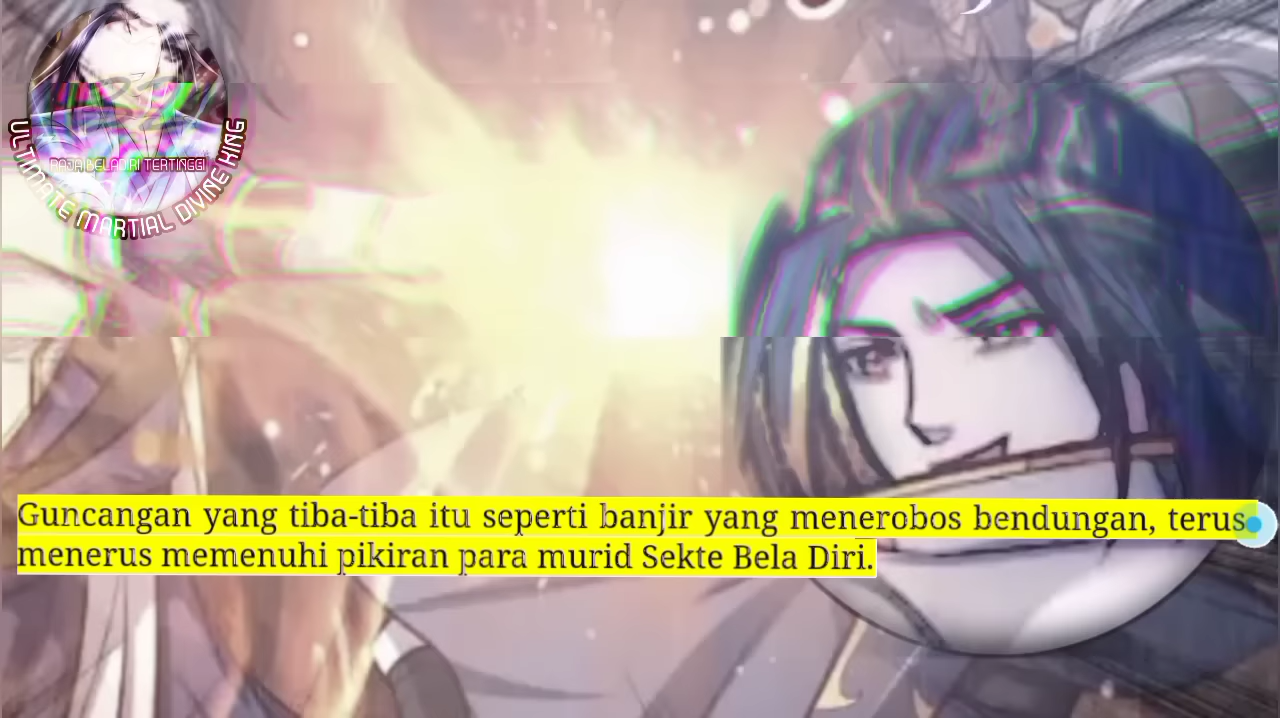 RAJA BELADIRI TERTINGGI
ULTIMATE MARTIAL DIVINE KING
Guncangan yang tiba-tiba itu seperti banjir yang menerobos bendungan, terus
menerus memenuhi pikiran para murid Sekte Bela Diri.